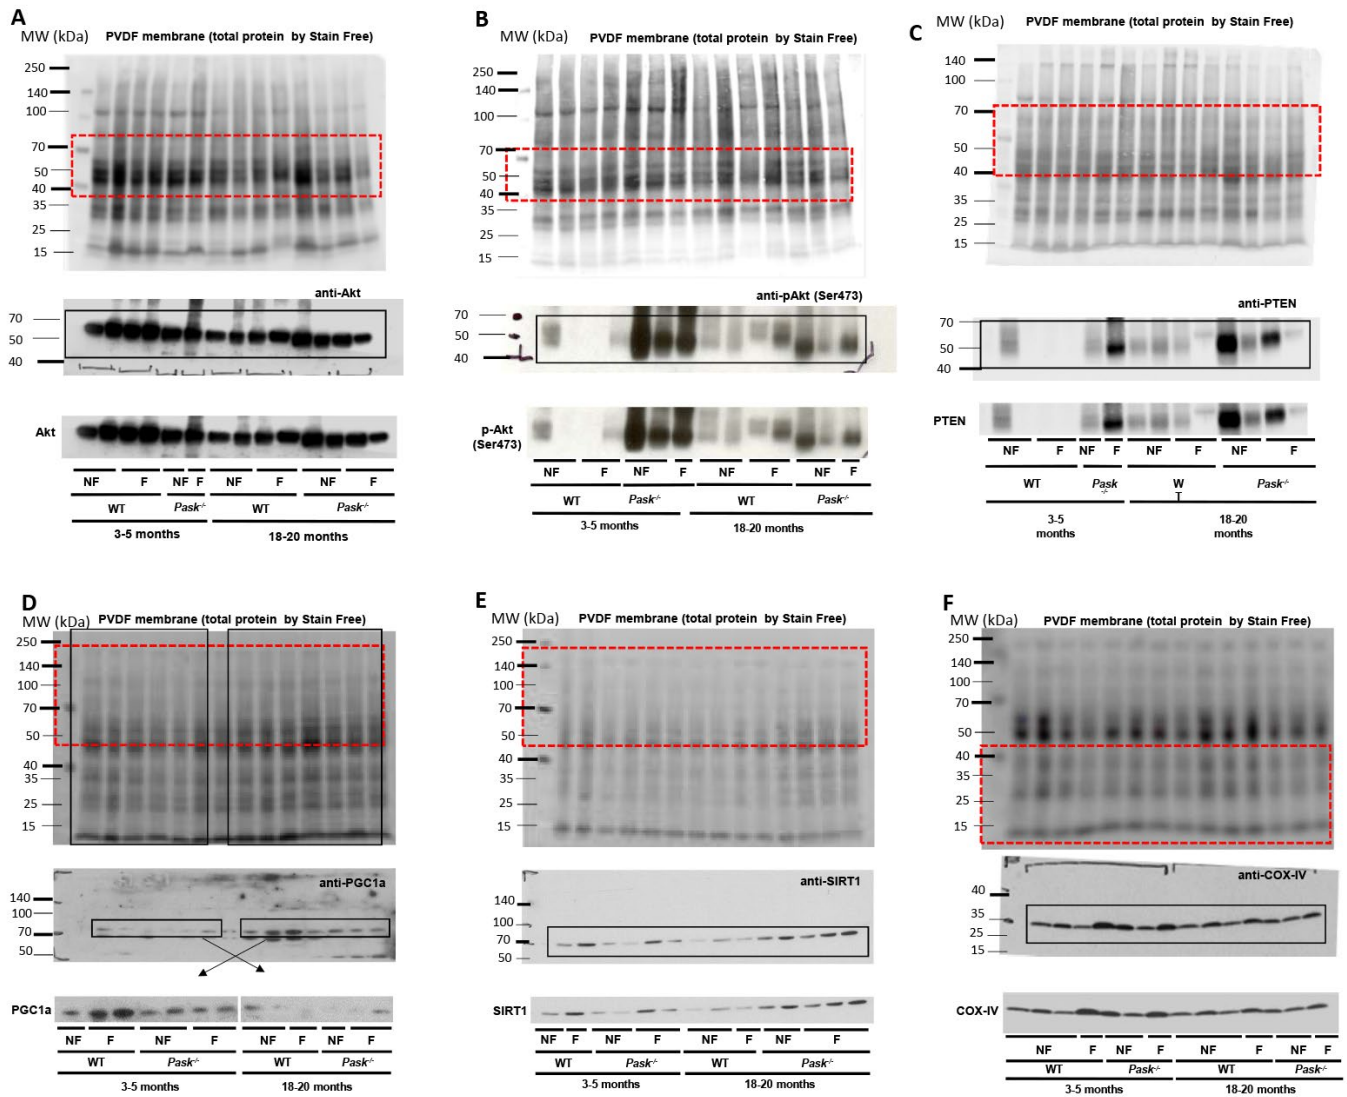 A
MW (kDa)
PVDF membrane (total protein by Stain Free)
250
140
100
70
50
40
35
25
15
anti-Akt
70
50
40
Akt
NF F NF F NF F NF F
WT Pask-/- WT Pask-/-
3-5 months 18-20 months
B
MW (kDa)
PVDF membrane (total protein by Stain Free)
250
140
100
70
50
40
35
25
15
anti-pAkt (Ser473)
70
50
40
p-Akt
(Ser473)
NF F NF F NF F NF F
WT Pask-/- WT Pask-/-
3-5 months 18-20 months
C
MW (kDa)
PVDF membrane (total protein by Stain Free)
140
100
70
50
40
35
25
15
anti-PTEN
70
50
40
PTEN
NF F NF F NF F NF F
WT Pask W Pask-/-
-/- T
3-5 18-20
months months
D
MW (kDa)
PVDF membrane (total protein by Stain Free)
250
140
100
70
50
40
35
25
15
anti-PGC1a
140
100
70
50
PGC1a
NF F NF F NF F NF F
WT Pask-/- WT Pask-/-
3-5 months 18-20 months
E
MW (kDa)
PVDF membrane (total protein by Stain Free)
250
140
100
70
50
40
35
25
15
anti-SIRT1
140
100
70
50
SIRT1
NF F NF F NF F NF F
WT Pask-/- WT Pask-/-
3-5 months 18-20 months
F
MW (kDa)
PVDF membrane (total protein by Stain Free)
250
140
100
70
50
40
35
25
15
anti-COX-IV
40
35
25
15
COX-IV
NF F NF F NF F NF F
WT Pask-/- WT Pask-/-
3-5 months 18-20 months